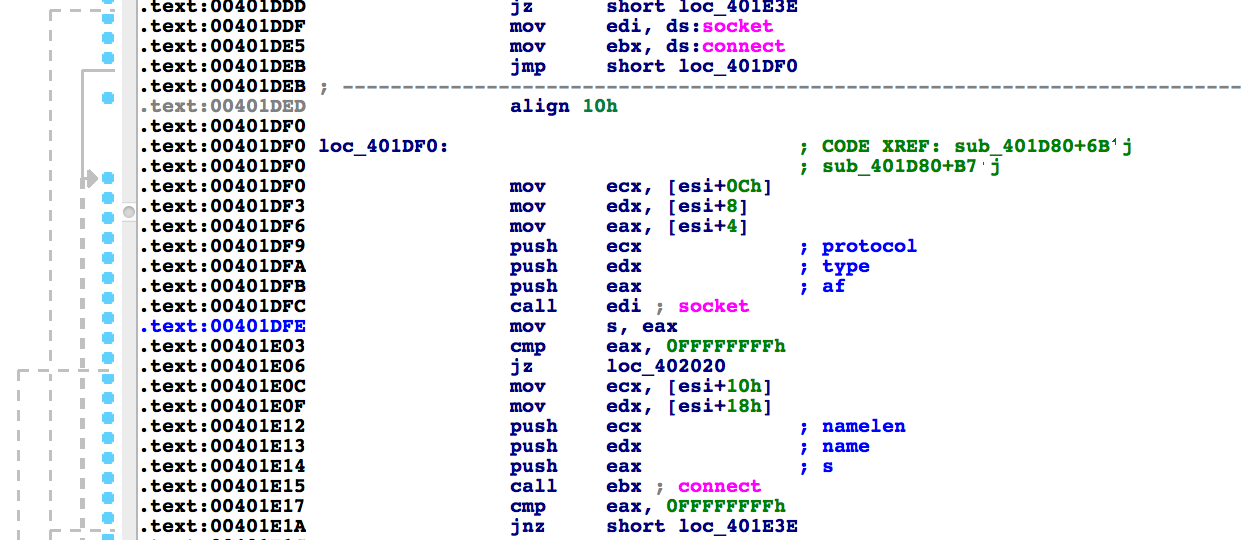 .text:00401DDD jz short loc_401E3E
.text:00401DDF mov edi, ds:socket
.text:00401DE5 mov ebx, ds:connect
.text:00401DEB jmp short loc_401DF0
.text:00401DEB ; ---------------------------------------------------------------------------
.text:00401DED align 10h
.text:00401DF0
.text:00401DF0 loc_401DF0: ; CODE XREF: sub_401D80+6B↑j
.text:00401DF0 ; sub_401D80+B7↓j
.text:00401DF0 mov ecx, [esi+0Ch]
.text:00401DF3 mov edx, [esi+8]
.text:00401DF6 mov eax, [esi+4]
.text:00401DF9 push ecx ; protocol
.text:00401DFA push edx ; type
.text:00401DFB push eax ; af
.text:00401DFC call edi ; socket
.text:00401DFE mov s, eax
.text:00401E03 cmp eax, 0FFFFFFFFh
.text:00401E06 jz loc_402020
.text:00401E0C mov ecx, [esi+10h]
.text:00401E0F mov edx, [esi+18h]
.text:00401E12 push ecx ; namelen
.text:00401E13 push edx ; name
.text:00401E14 push eax ; s
.text:00401E15 call ebx ; connect
.text:00401E17 cmp eax, 0FFFFFFFFh
.text:00401E1A jnz short loc_401E3E